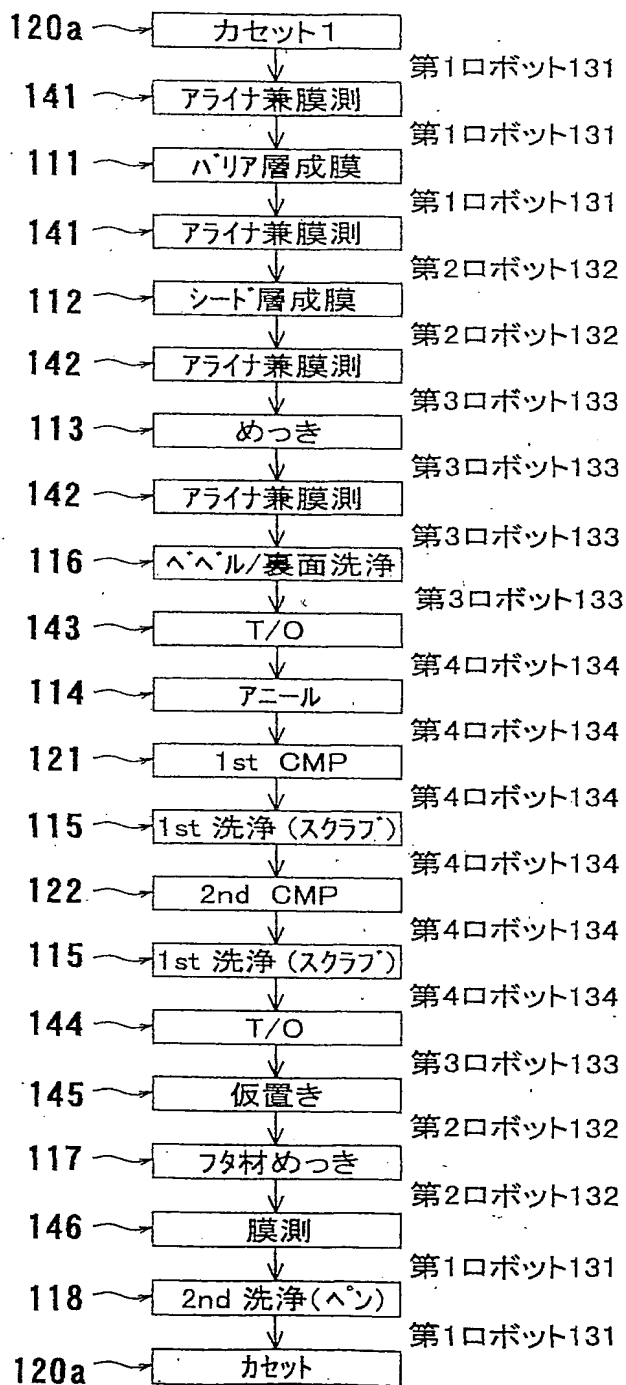 120a カセット1
第1ロボット131
141 アライナ兼膜測
第1ロボット131
111 バリア層成膜
第1ロボット131
141 アライナ兼膜測
第2ロボット132
112 シード層成膜
第2ロボット132
142 アライナ兼膜測
第3ロボット133
113 めっき
第3ロボット133
142 アライナ兼膜測
第3ロボット133
116 ベベル/裏面洗浄
第3ロボット133
143 T/O
第4ロボット134
114 アニール
第4ロボット134
121 1st CMP
第4ロボット134
115 1st 洗浄(スクラブ)
第4ロボット134
122 2nd CMP
第4ロボット134
115 1st 洗浄(スクラブ)
第4ロボット134
144 T/O
第3ロボット133
145 仮置き
第2ロボット132
117 フタ材めっき
第2ロボット132
146 膜測
第1ロボット131
118 2nd 洗浄(ペン)
第1ロボット131
120a カセット